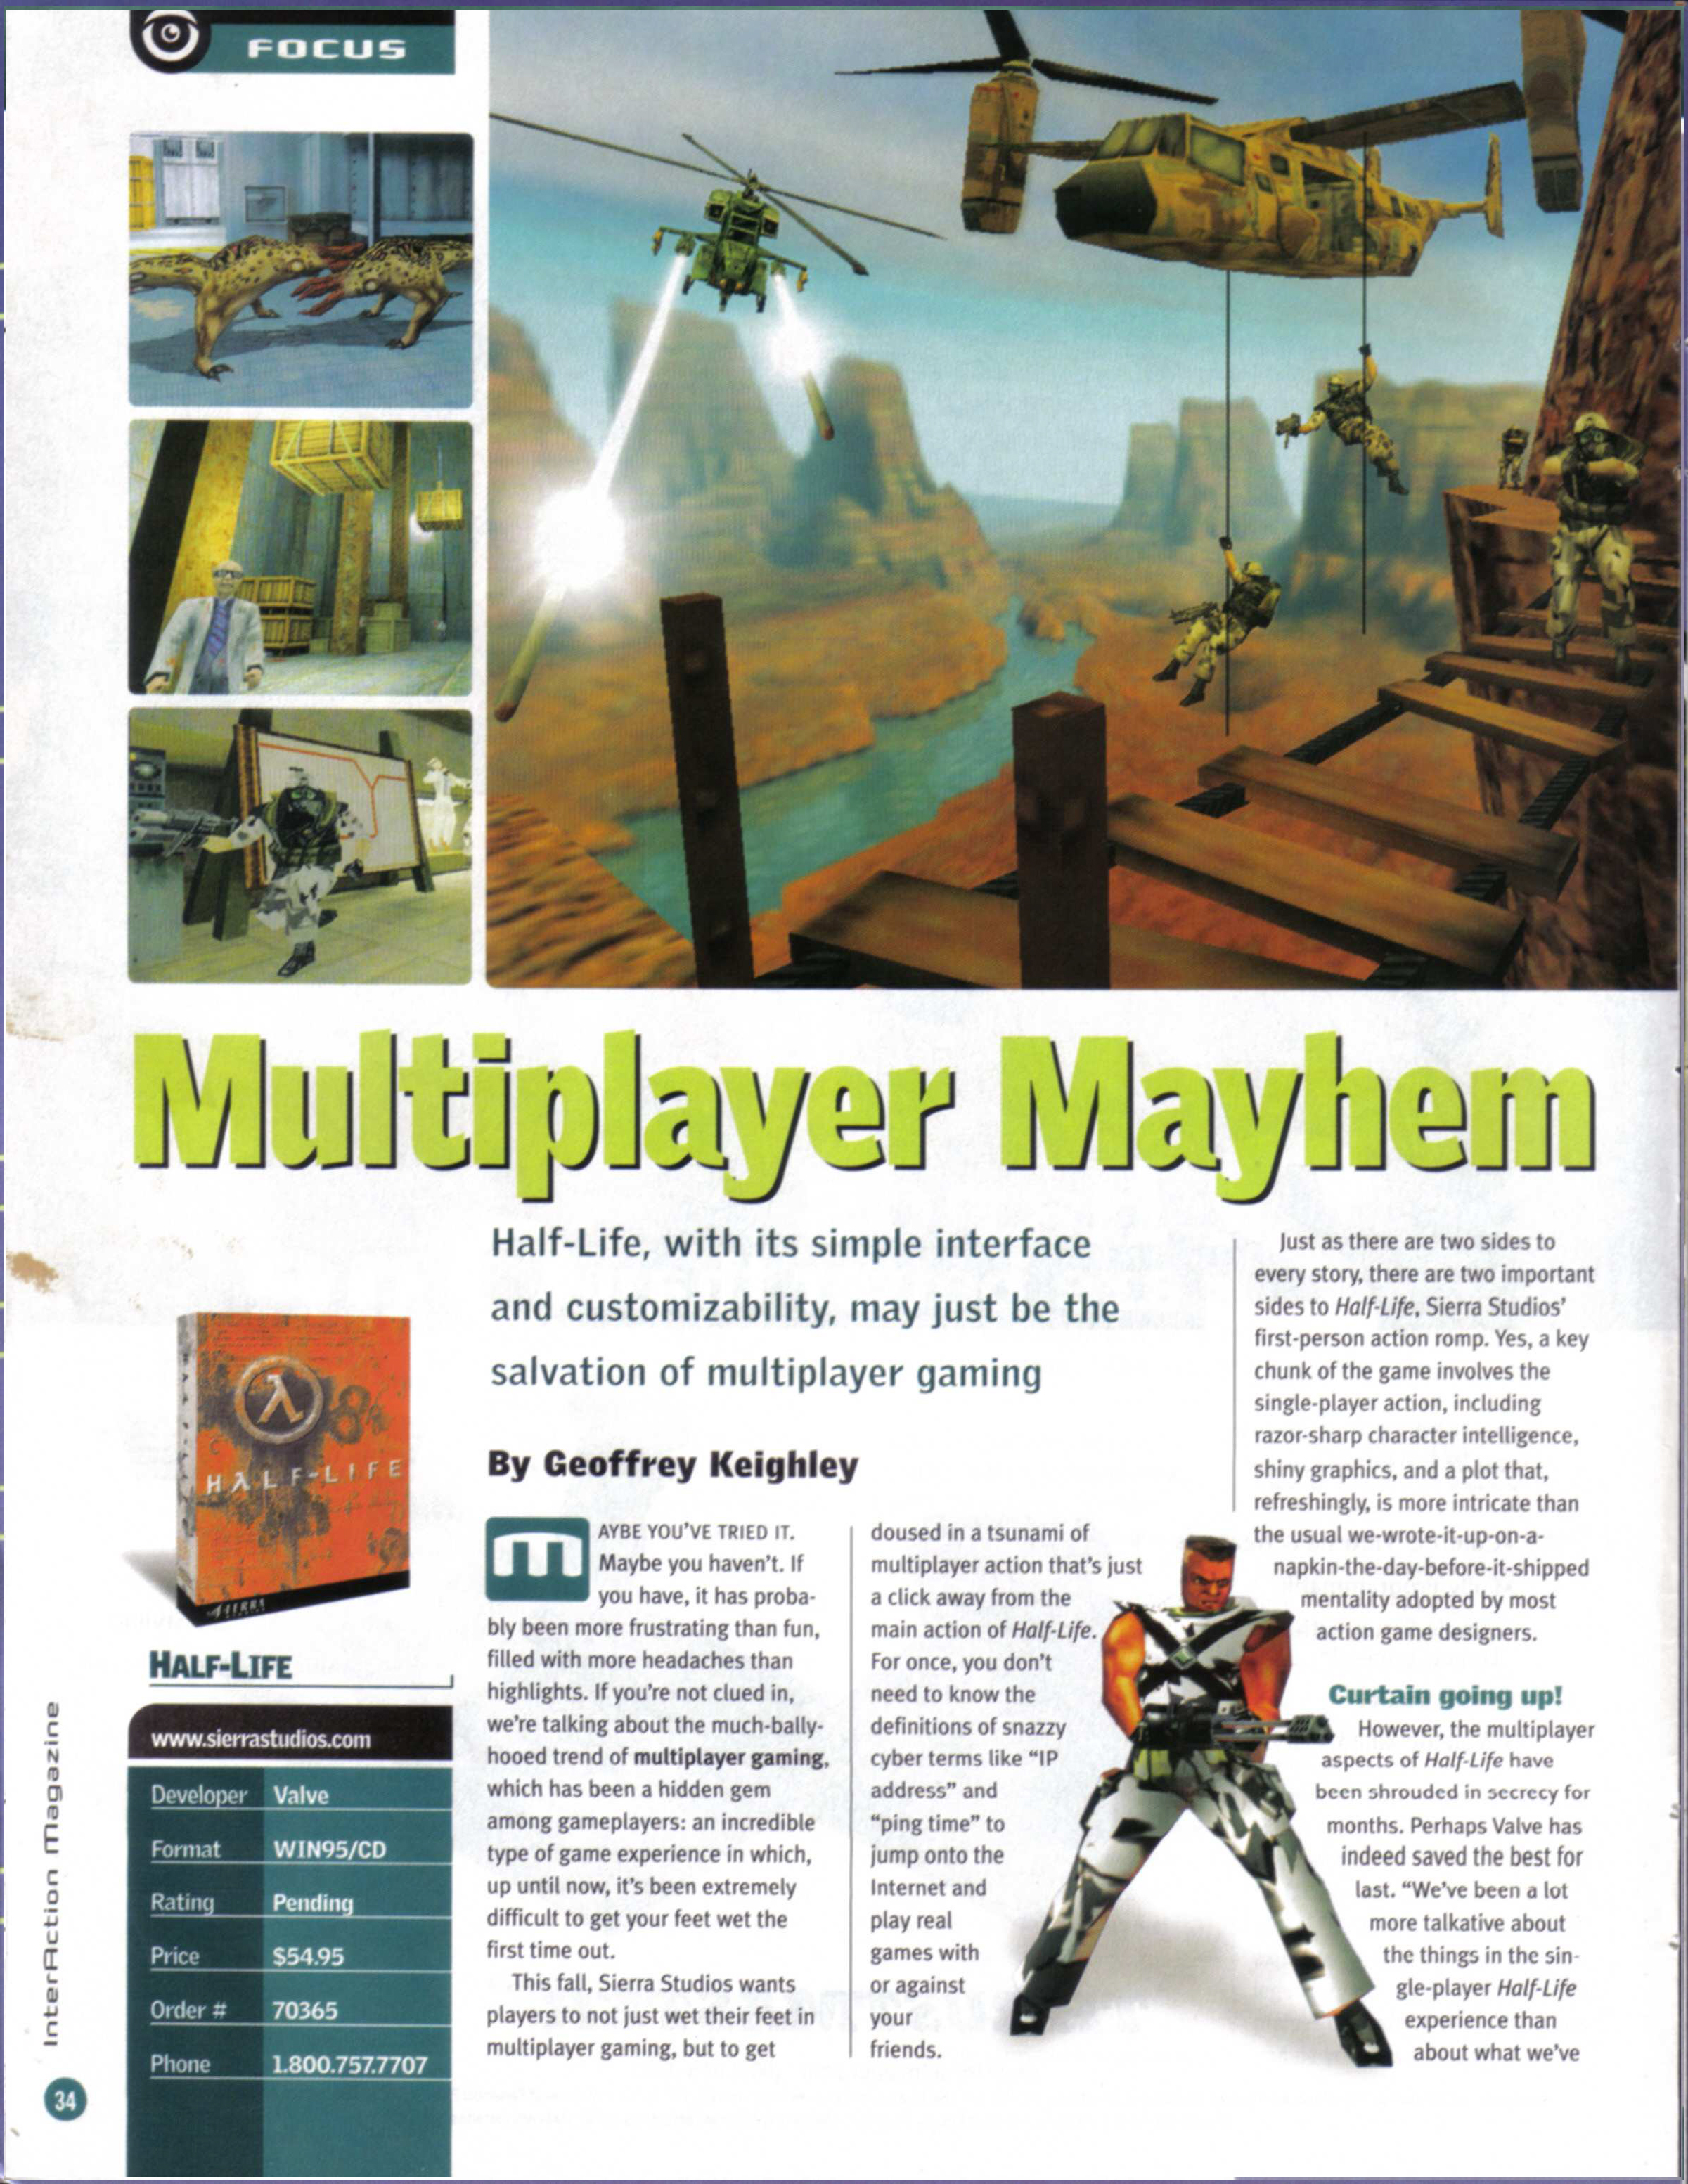 FOCUS
Multiplayer Mayhem
Half-Life, with its simple interface
and customizability, may just be the
salvation of multiplayer gaming
By Geoffrey Keighley
MAYBE YOU'VE TRIED IT.
Maybe you haven't. If
you have, it has proba-
bly been more frustrating than fun,
filled with more headaches than
highlights. If you're not clued in,
we're talking about the much-bally-
hooed trend of multiplayer gaming,
which has been a hidden gem
among gameplayers: an incredible
type of game experience in which,
up until now, it's been extremely
difficult to get your feet wet the
first time out.
This fall, Sierra Studios wants
players to not just wet their feet in
multiplayer gaming, but to get
doused in a tsunami of
multiplayer action that's just
a click away from the
main action of Half-Life.
For once, you don't
need to know the
definitions of snazzy
cyber terms like “IP
address” and
“ping time” to
jump onto the
Internet and
play real
games with
or against
your
friends.
Just as there are two sides to
every story, there are two important
sides to Half-Life, Sierra Studios'
first-person action romp. Yes, a key
chunk of the game involves the
single-player action, including
razor-sharp character intelligence,
shiny graphics, and a plot that,
refreshingly, is more intricate than
the usual we-wrote-it-up-on-a-
napkin-the-day-before-it-shipped
mentality adopted by most
action game designers.
Curtain going up!
However, the multiplayer
aspects of Half-Life have
been shrouded in secrecy for
months. Perhaps Valve has
indeed saved the best for
last. “We've been a lot
more talkative about
the things in the sin-
gle-player Half-Life
experience than
about what we've
λ
HALF-LIFE
SIERRA
HALF-LIFE
www.sierrastudios.com
Developer Valve
Format WIN95/CD
Rating Pending
Price $54.95
Order # 70365
Phone 1.800.757.7707
InterAction magazine
34